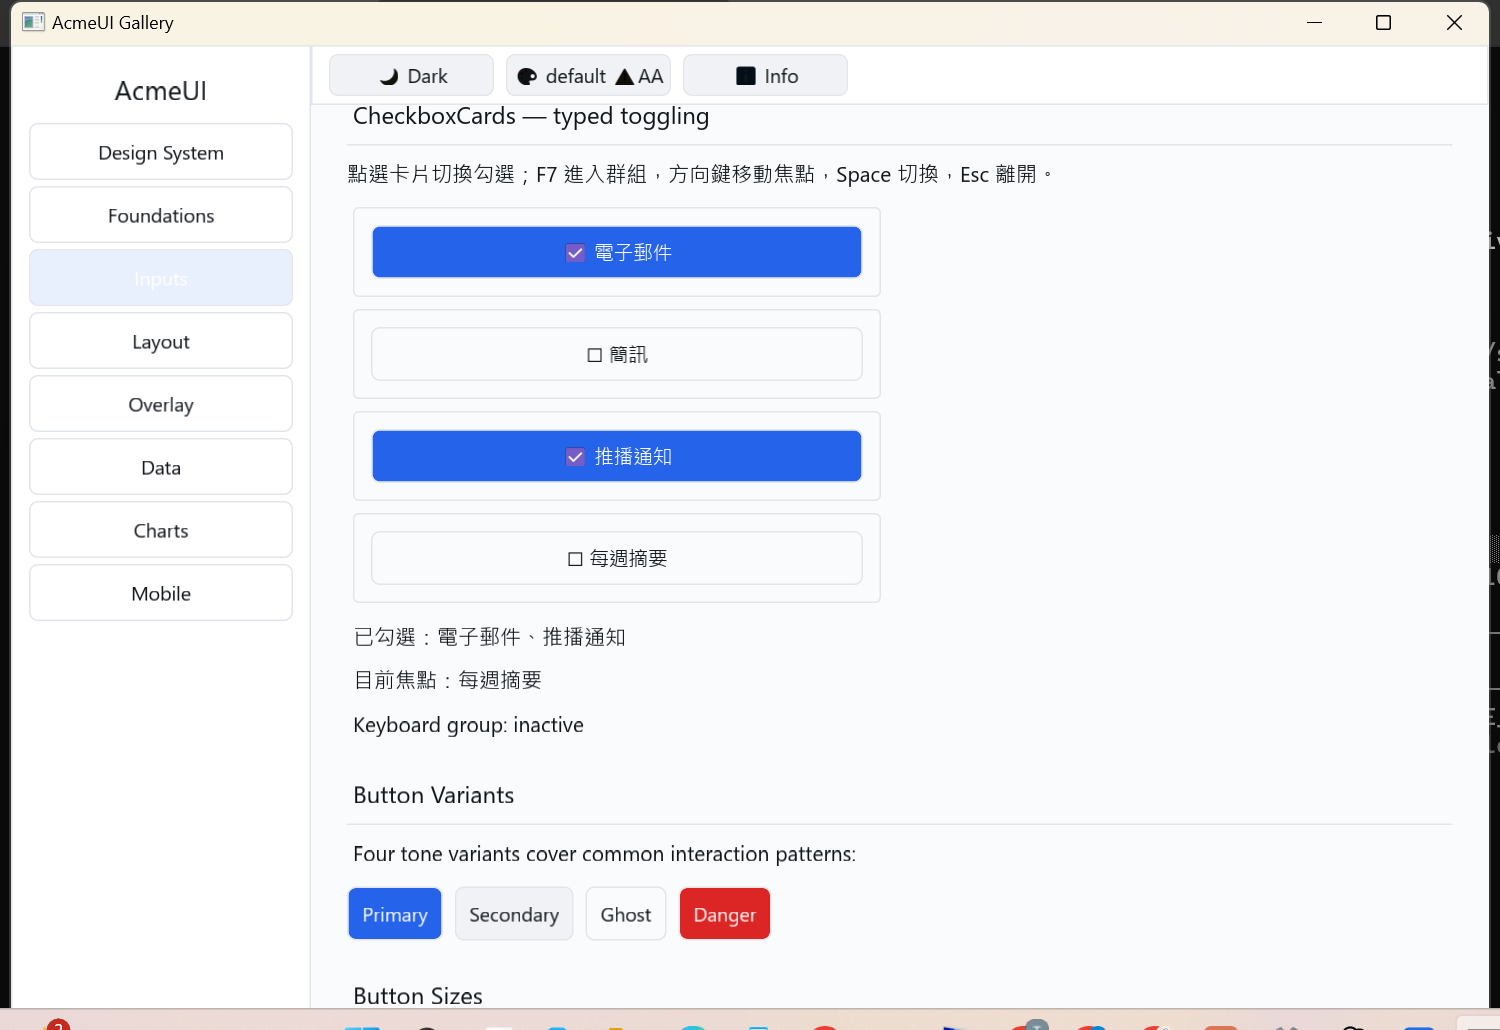 AcmeUI Gallery
AcmeUI
Design System
Foundations
Inputs
Layout
Overlay
Data
Charts
Mobile
Dark
default AA
Info
CheckboxCards — typed toggling
點選卡片切換勾選；F7 進入群組，方向鍵移動焦點，Space 切換，Esc 離開。
電子郵件
簡訊
推播通知
每週摘要
已勾選：電子郵件、推播通知
目前焦點：每週摘要
Keyboard group: inactive
Button Variants
Four tone variants cover common interaction patterns:
Primary Secondary Ghost Danger
Button Sizes
2